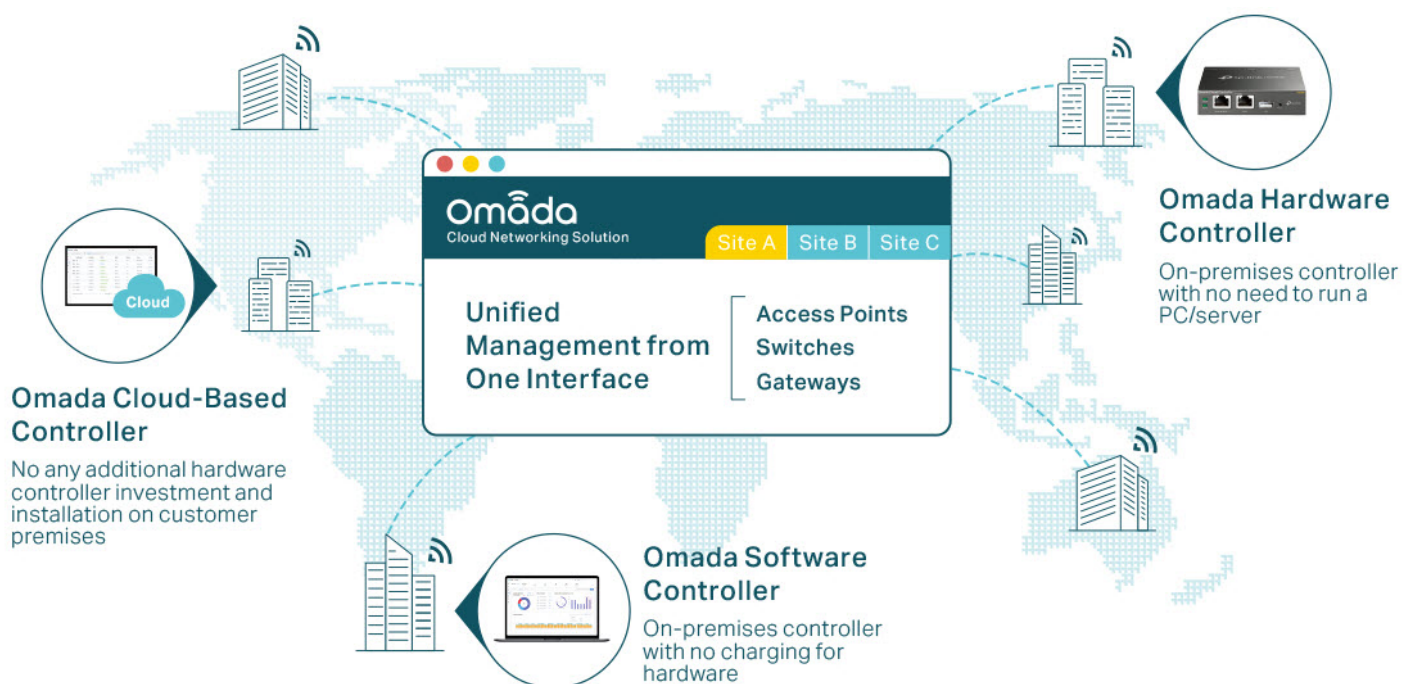 Omada
Cloud Networking Solution
Site A
Site B
Site C
Unified
Management from
One Interface
Access Points
Switches
Gateways
Cloud
Omada Cloud-Based
Controller
No any additional hardware
controller investment and
installation on customer
premises
Omada Hardware
Controller
On-premises controller
with no need to run a
PC/server
Omada Software
Controller
On-premises controller
with no charging for
hardware